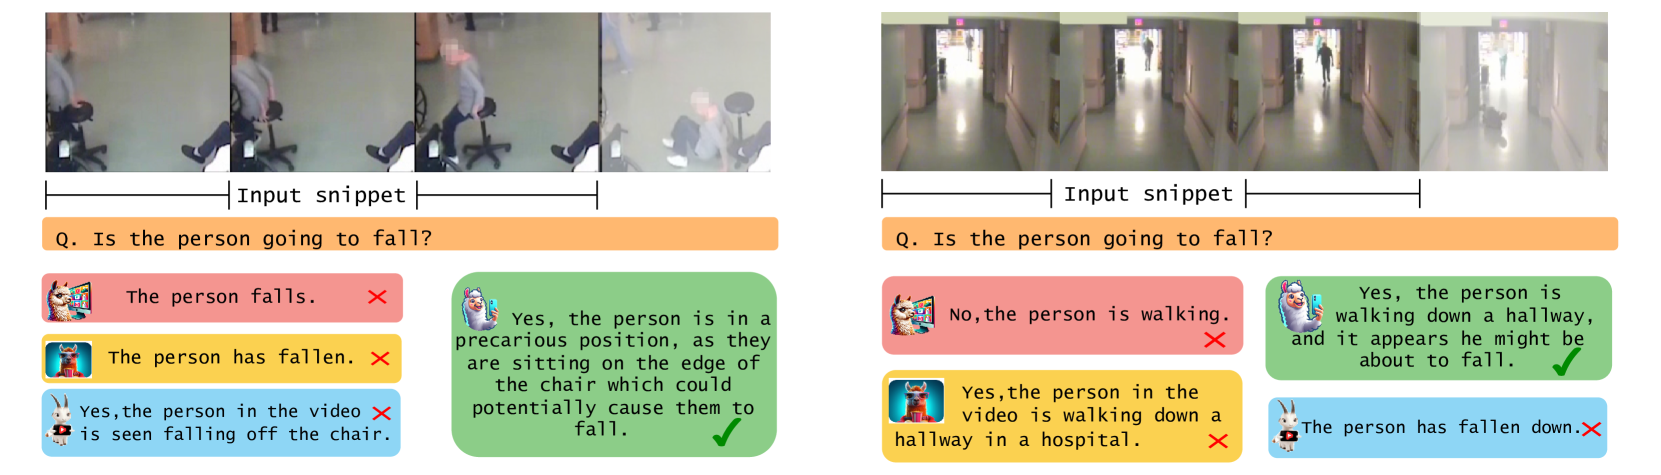 Input snippet
Q. Is the person going to fall?
The person falls.
The person has fallen.
Yes,the person in the video
is seen falling off the chair.
Yes, the person is in a
precarious position, as they
are sitting on the edge of
the chair which could
potentially cause them to
fall.
Input snippet
Q. Is the person going to fall?
No,the person is walking.
Yes,the person in the
video is walking down a
hallway in a hospital.
Yes, the person is
walking down a hallway,
and it appears he might be
about to fall.
The person has fallen down.